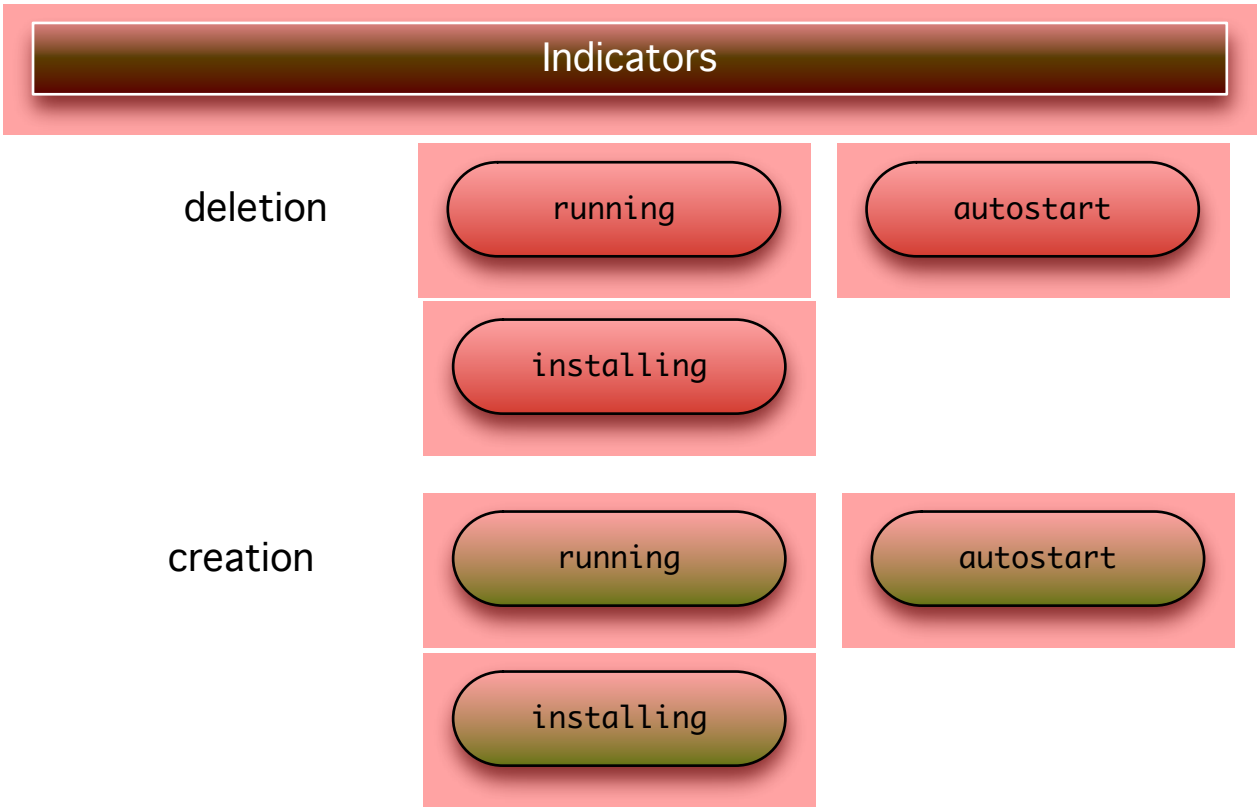 Indicators
deletion running autostart
installing
creation running autostart
installing